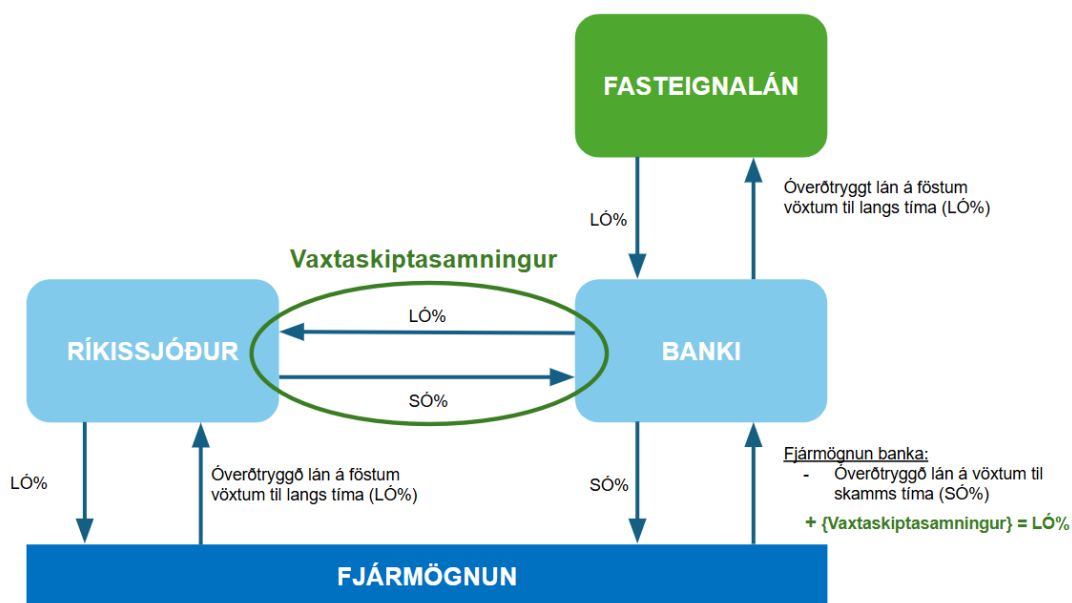 FASTEIGNALÁN
Óverðtryggt lán á föstum
vöxtum til langs tíma (LÓ%)
LÓ%
Vaxtaskiptasamningur
LÓ%
RÍKISSJÓÐUR
BANKI
SÓ%
LÓ%
Óverðtryggð lán á föstum
vöxtum til langs tíma (LÓ%)
SÓ%
Fjármögnun banka:
- Óverðtryggð lán á vöxtum til
skamms tíma (SÓ%)
+ {Vaxtaskiptasamningur} = LÓ%
FJÁRMÖGNUN